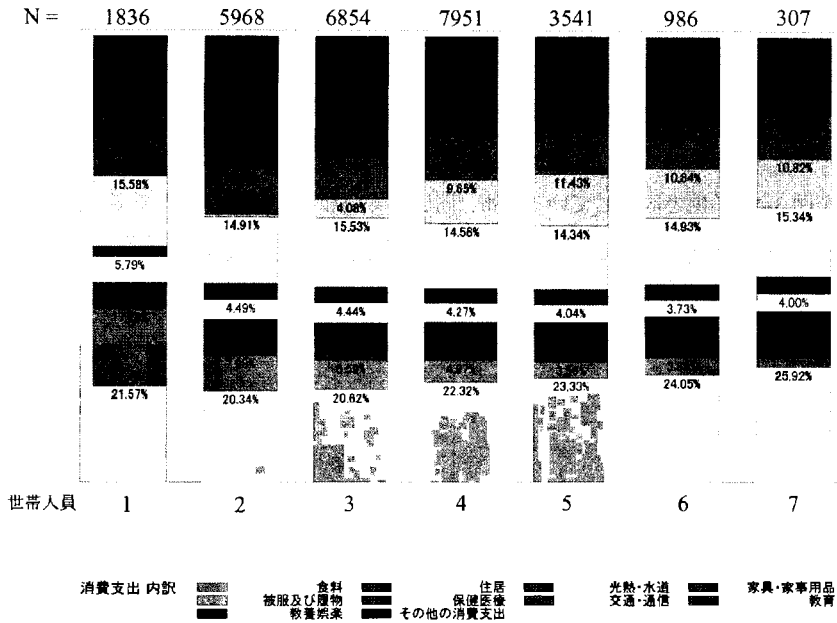 N = 1836 5968 6854 7951 3541 986 307
15.58% 14.91% 4.08% 9.65% 11.43% 10.64% 10.82%
15.53% 14.56% 14.34% 14.93% 15.34%
5.79% 4.49% 4.44% 4.27% 4.04% 3.73% 4.00%
21.57% 20.34% 20.62% 22.32% 23.33% 24.05% 25.92%
世帯人員 1 2 3 4 5 6 7
消費支出 内訳 食料 住居 光熱・水道 家具・家事用品
被服及び履物 保健医療 交通・通信 教育
教養娯楽 その他の消費支出